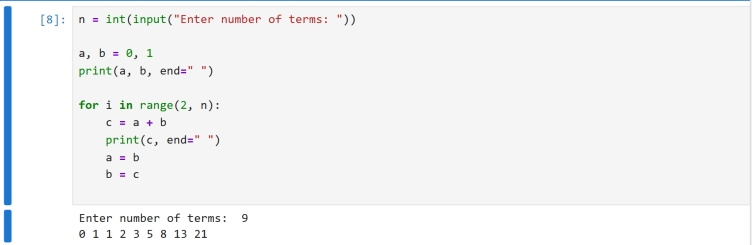 [8]: n = int(input("Enter number of terms: "))
a, b = 0, 1
print(a, b, end=" ")
for i in range(2, n):
    c = a + b
    print(c, end=" ")
    a = b
    b = c
Enter number of terms:  9
0 1 1 2 3 5 8 13 21